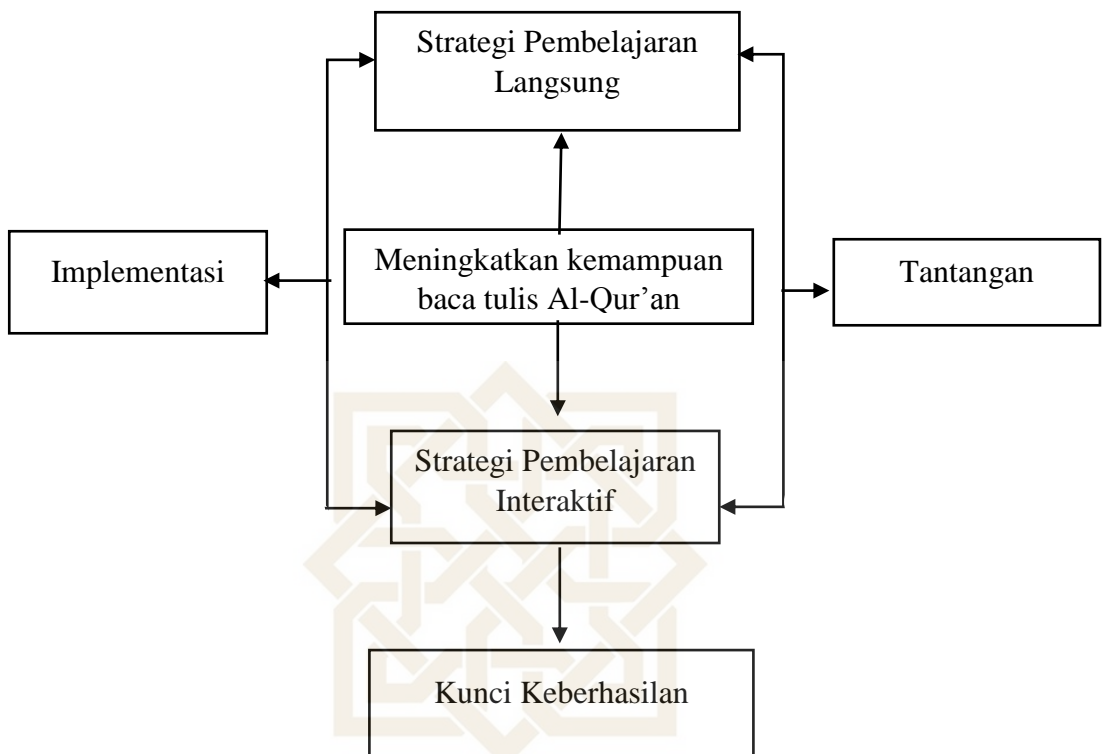 Strategi Pembelajaran
Langsung
Implementasi
Meningkatkan kemampuan
baca tulis Al-Qur’an
Tantangan
Strategi Pembelajaran
Interaktif
Kunci Keberhasilan